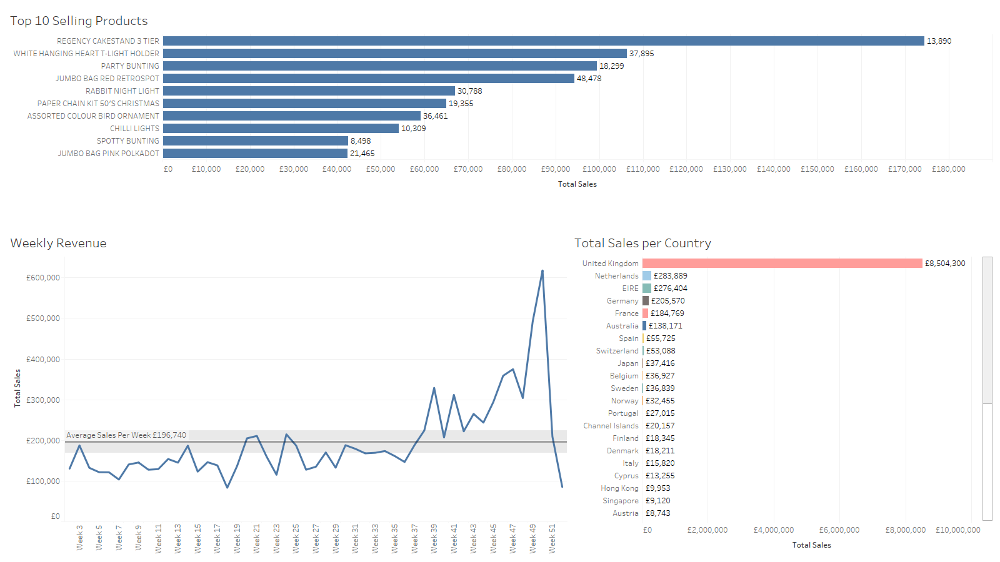 Top 10 Selling Products
REGENCY CAKESTAND 3 TIER 13,890
WHITE HANGING HEART T-LIGHT HOLDER 37,895
PARTY BUNTING 18,299
JUMBO BAG RED RETROSPOT 48,478
RABBIT NIGHT LIGHT 30,788
PAPER CHAIN KIT 50'S CHRISTMAS 19,355
ASSORTED COLOUR BIRD ORNAMENT 36,461
CHILLI LIGHTS 10,309
SPOTTY BUNTING 8,498
JUMBO BAG PINK POLKADOT 21,465
£0 £10,000 £20,000 £30,000 £40,000 £50,000 £60,000 £70,000 £80,000 £90,000 £100,000 £110,000 £120,000 £130,000 £140,000 £150,000 £160,000 £170,000 £180,000
Total Sales
Weekly Revenue
Total Sales
£600,000
£500,000
£400,000
£300,000
£200,000
£100,000
£0
Average Sales Per Week £196,740
Week 3 Week 5 Week 7 Week 9 Week 11 Week 13 Week 15 Week 17 Week 19 Week 21 Week 23 Week 25 Week 27 Week 29 Week 31 Week 33 Week 35 Week 37 Week 39 Week 41 Week 43 Week 45 Week 47 Week 49 Week 51
Total Sales per Country
United Kingdom £8,504,300
Netherlands £283,889
EIRE £276,404
Germany £205,570
France £184,769
Australia £138,171
Spain £55,725
Switzerland £53,088
Japan £37,416
Belgium £36,927
Sweden £36,839
Norway £32,455
Portugal £27,015
Channel Islands £20,157
Finland £18,345
Denmark £18,211
Italy £15,820
Cyprus £13,255
Hong Kong £9,953
Singapore £9,120
Austria £8,743
£0 £2,000,000 £4,000,000 £6,000,000 £8,000,000 £10,000,000
Total Sales